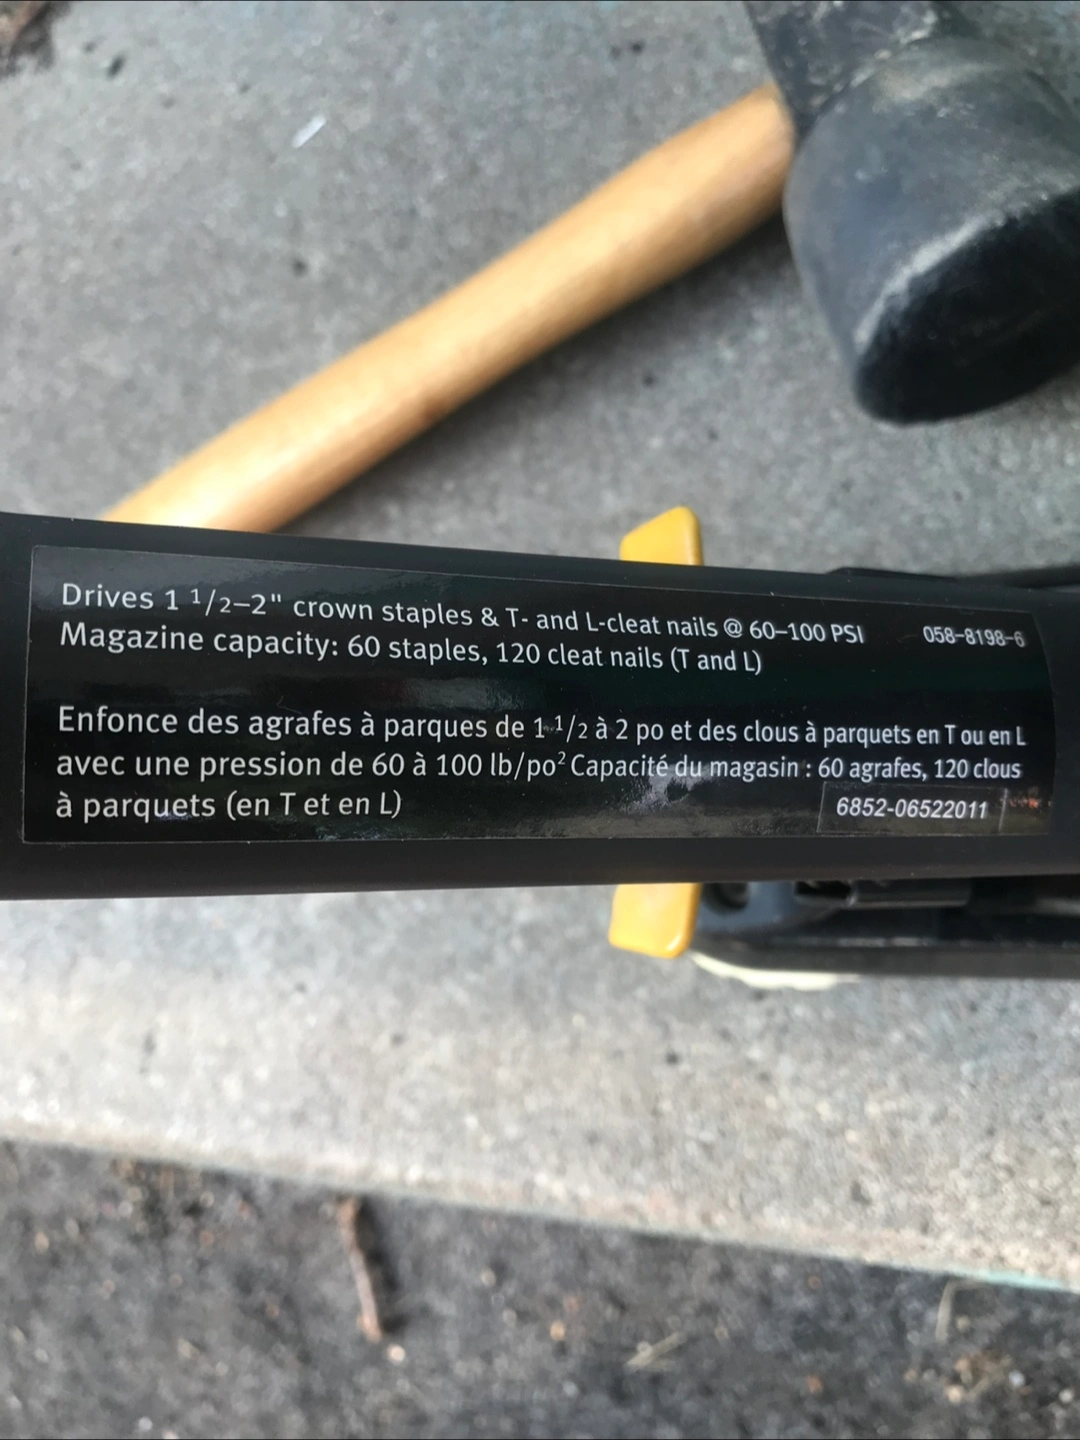 Drives 1 1/2–2" crown staples & T- and L-cleat nails @ 60–100 PSI 058-8198-6
Magazine capacity: 60 staples, 120 cleat nails (T and L)
Enfonce des agrafes à parques de 1 1/2 à 2 po et des clous à parquets en T ou en L
avec une pression de 60 à 100 lb/po² Capacité du magasin : 60 agrafes, 120 clous
à parquets (en T et en L)
6852-06522011